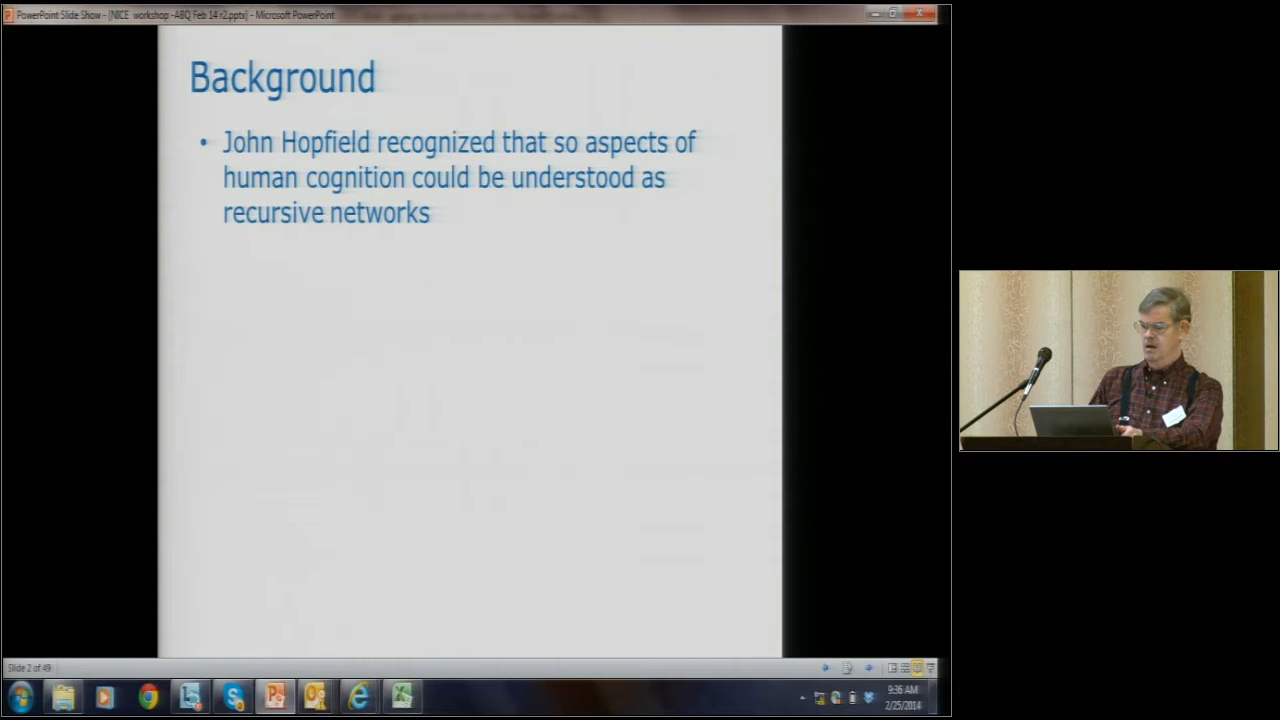 PowerPoint Slide Show - [NICE workshop -ABQ Feb 14 r2.pptx] - Microsoft PowerPoint
Background
• John Hopfield recognized that so aspects of
human cognition could be understood as
recursive networks
Slide 2 of 49
9:36 AM
2/25/2014